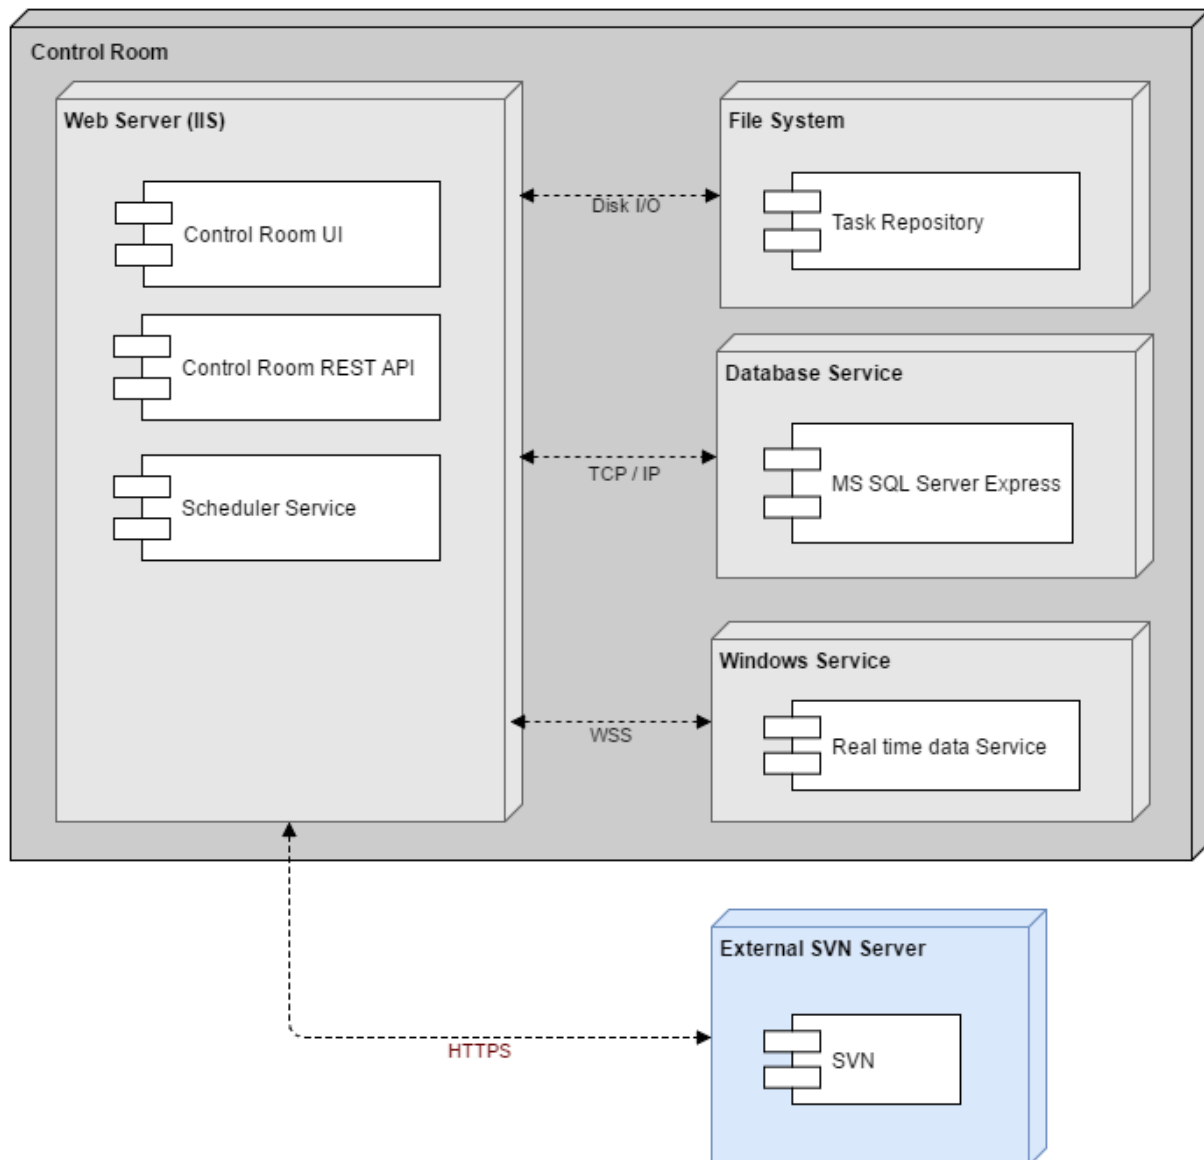 Control Room
Web Server (IIS)
Control Room UI
Control Room REST API
Scheduler Service
Disk I/O
TCP / IP
WSS
File System
Task Repository
Database Service
MS SQL Server Express
Windows Service
Real time data Service
HTTPS
External SVN Server
SVN